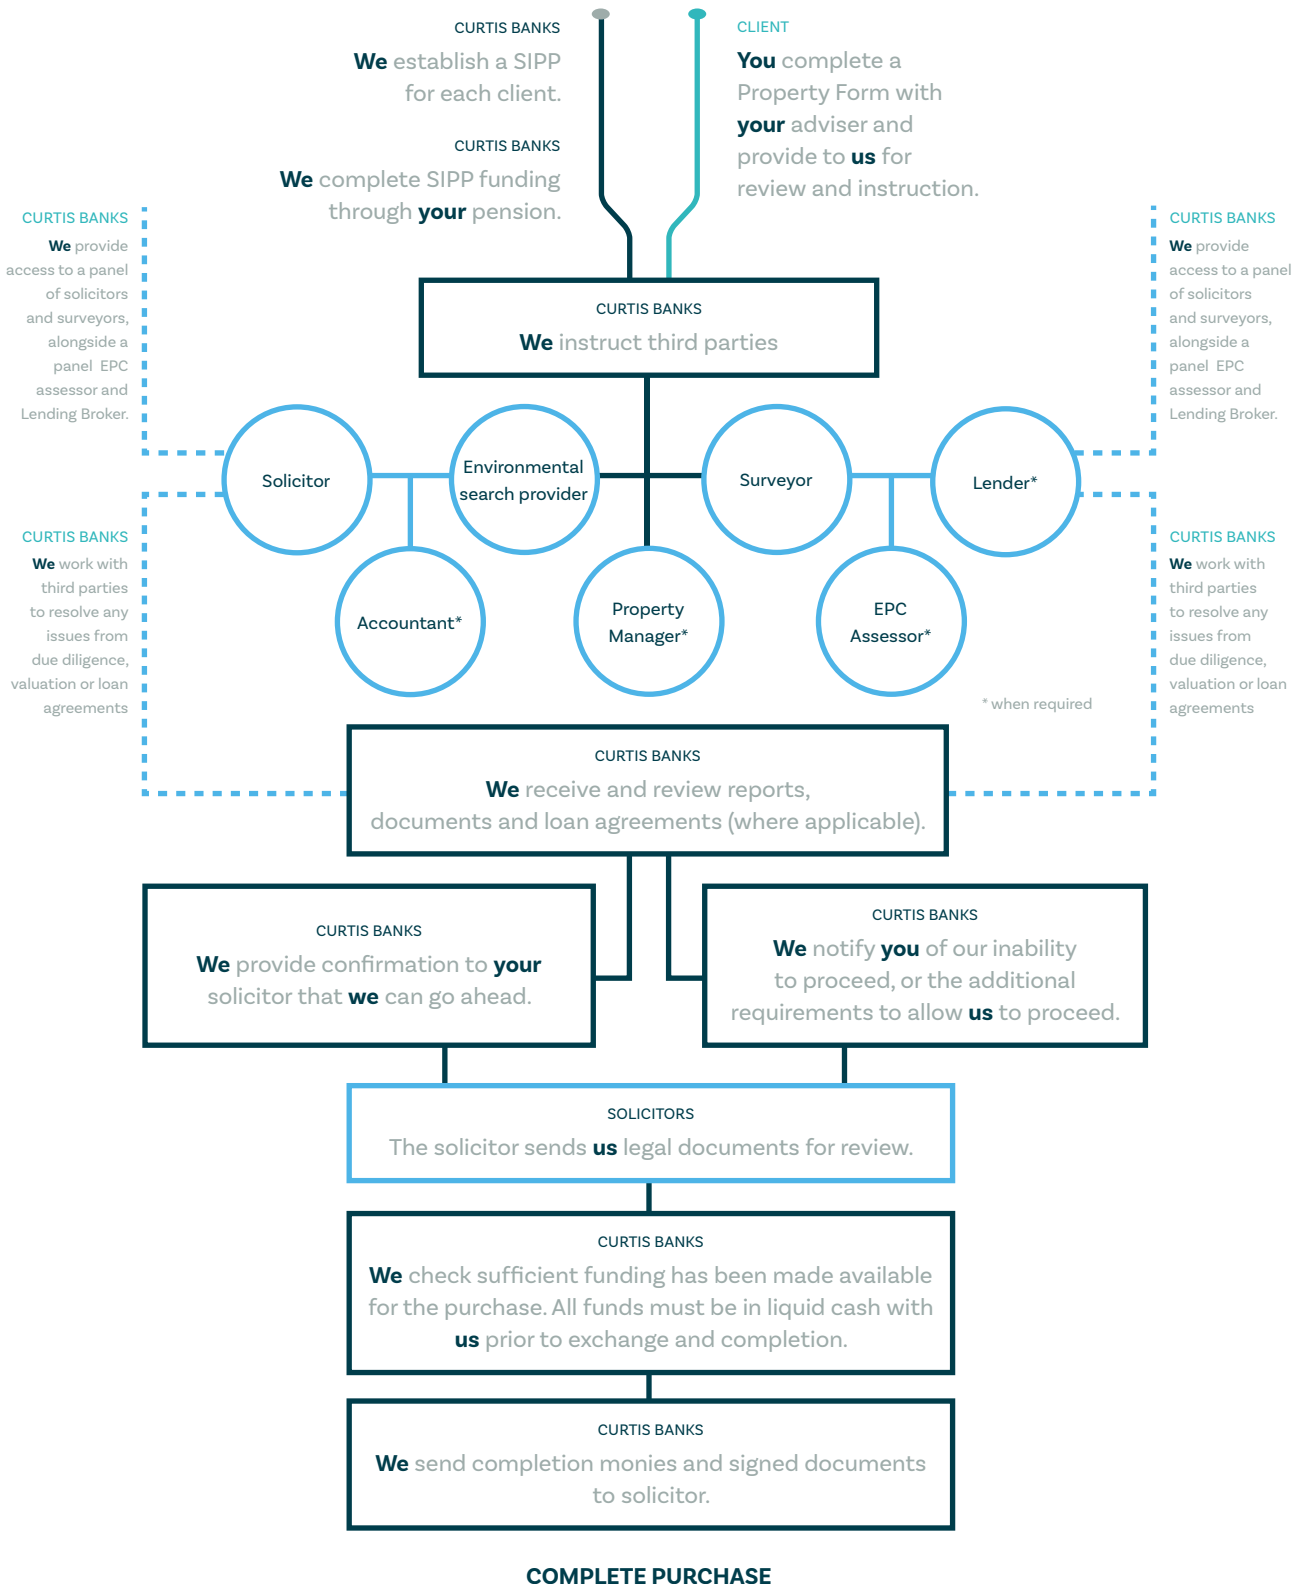 CURTIS BANKS
We establish a SIPP
for each client.
CURTIS BANKS
We complete SIPP funding
through your pension.
CLIENT
You complete a
Property Form with
your adviser and
provide to us for
review and instruction.
CURTIS BANKS
We provide
access to a panel
of solicitors
and surveyors,
alongside a
panel EPC
assessor and
Lending Broker.
CURTIS BANKS
We provide
access to a panel
of solicitors
and surveyors,
alongside a
panel EPC
assessor and
Lending Broker.
CURTIS BANKS
We instruct third parties
Solicitor
Environmental
search provider
Surveyor
Lender*
Accountant*
Property
Manager*
EPC
Assessor*
CURTIS BANKS
We work with
third parties
to resolve any
issues from
due diligence,
valuation or loan
agreements
CURTIS BANKS
We work with
third parties
to resolve any
issues from
due diligence,
valuation or loan
agreements
* when required
CURTIS BANKS
We receive and review reports,
documents and loan agreements (where applicable).
CURTIS BANKS
We provide confirmation to your
solicitor that we can go ahead.
CURTIS BANKS
We notify you of our inability
to proceed, or the additional
requirements to allow us to proceed.
SOLICITORS
The solicitor sends us legal documents for review.
CURTIS BANKS
We check sufficient funding has been made available
for the purchase. All funds must be in liquid cash with
us prior to exchange and completion.
CURTIS BANKS
We send completion monies and signed documents
to solicitor.
COMPLETE PURCHASE